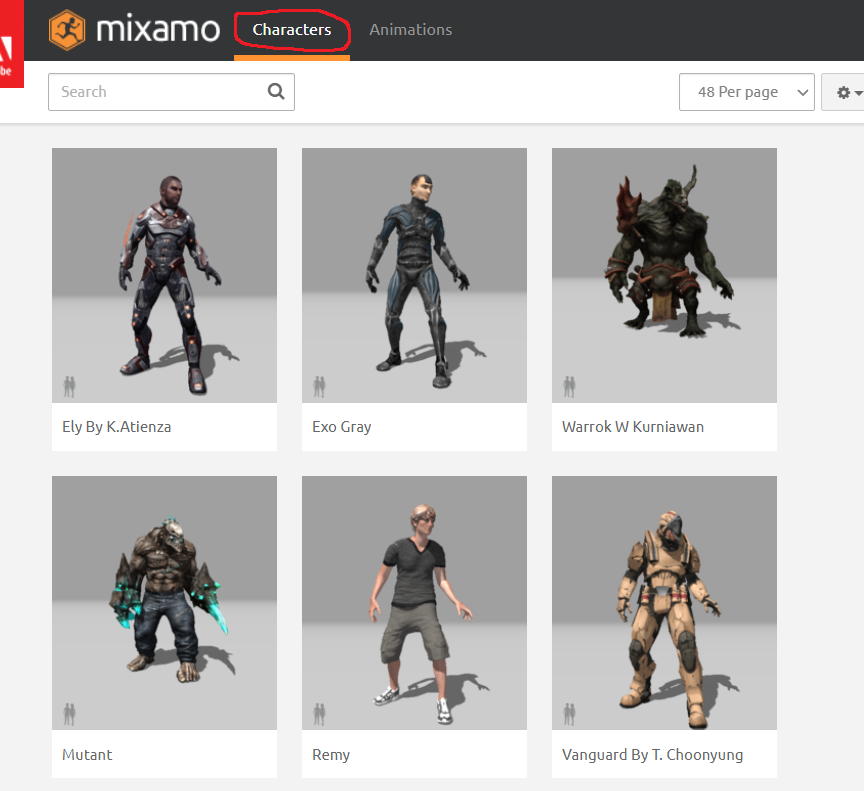 mixamo Characters Animations
be
Search 48 Per page
Ely By K.Atienza Exo Gray Warrok W Kurniawan
Mutant Remy Vanguard By T. Choonyung